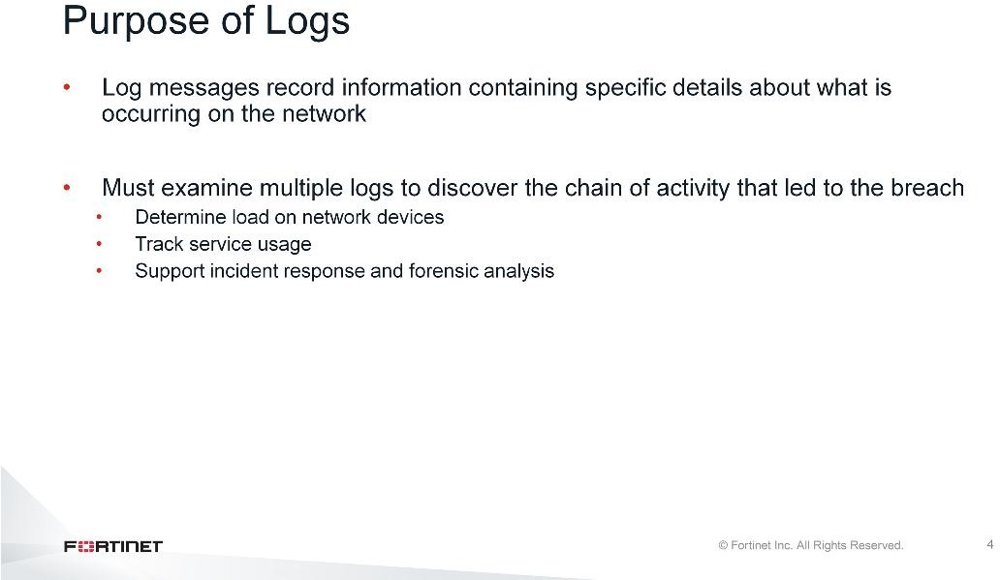 Purpose of Logs
• Log messages record information containing specific details about what is
occurring on the network
• Must examine multiple logs to discover the chain of activity that led to the breach
• Determine load on network devices
• Track service usage
• Support incident response and forensic analysis
FORTINET
© Fortinet Inc. All Rights Reserved.
4